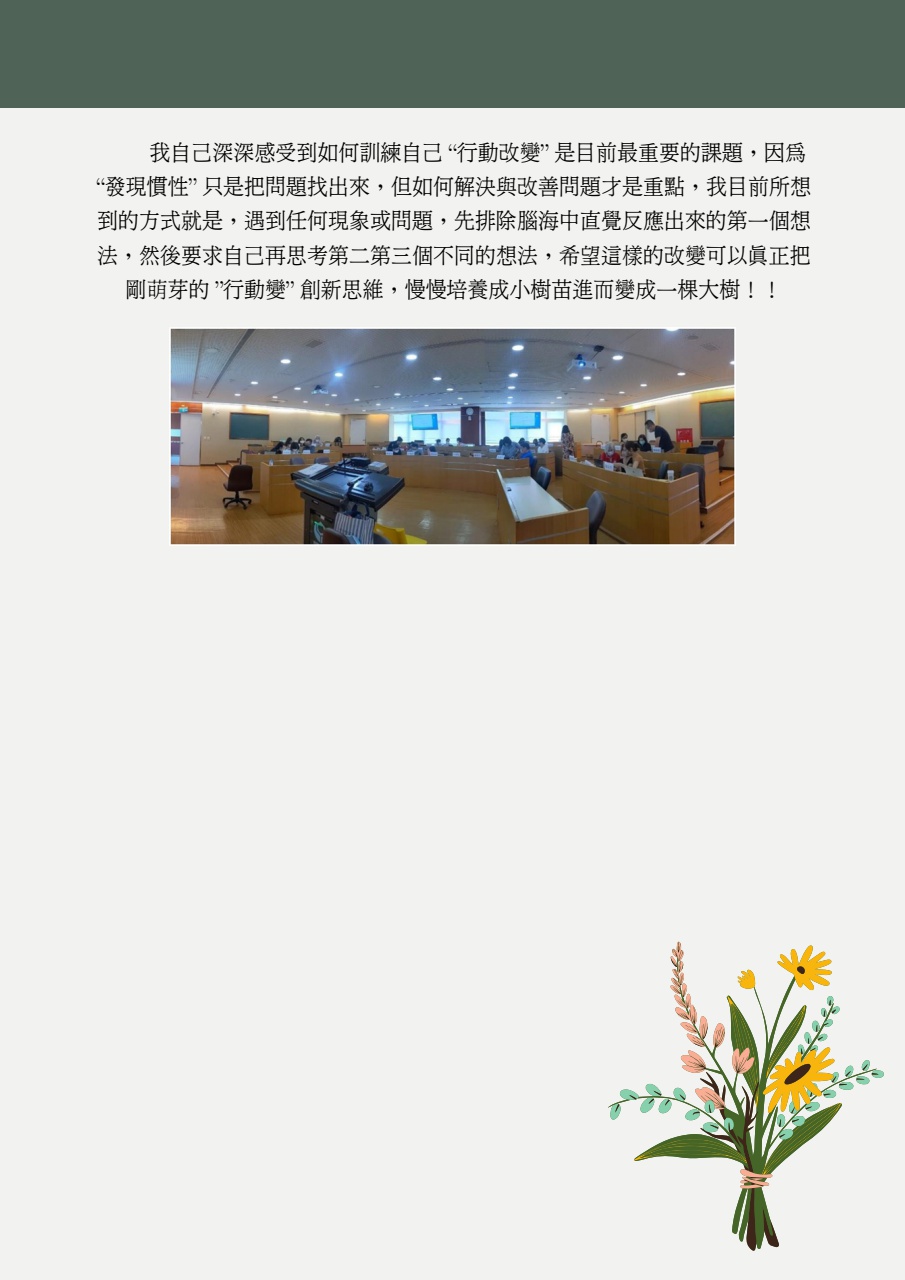 我自己深深感受到如何訓練自己 “行動改變” 是目前最重要的課題，因爲
“發現慣性” 只是把問題找出來，但如何解決與改善問題才是重點，我目前所想
到的方式就是，遇到任何現象或問題，先排除腦海中直覺反應出來的第一個想
法，然後要求自己再思考第二第三個不同的想法，希望這樣的改變可以眞正把
剛萌芽的 ”行動變” 創新思維，慢慢培養成小樹苗進而變成一棵大樹！！